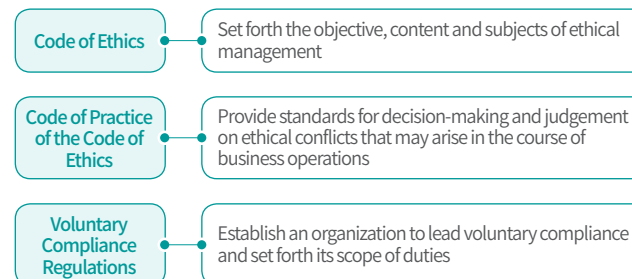 Code of Ethics
Set forth the objective, content and subjects of ethical
management
Code of Practice
of the Code of
Ethics
Provide standards for decision-making and judgement
on ethical conflicts that may arise in the course of
business operations
Voluntary
Compliance
Regulations
Establish an organization to lead voluntary compliance
and set forth its scope of duties